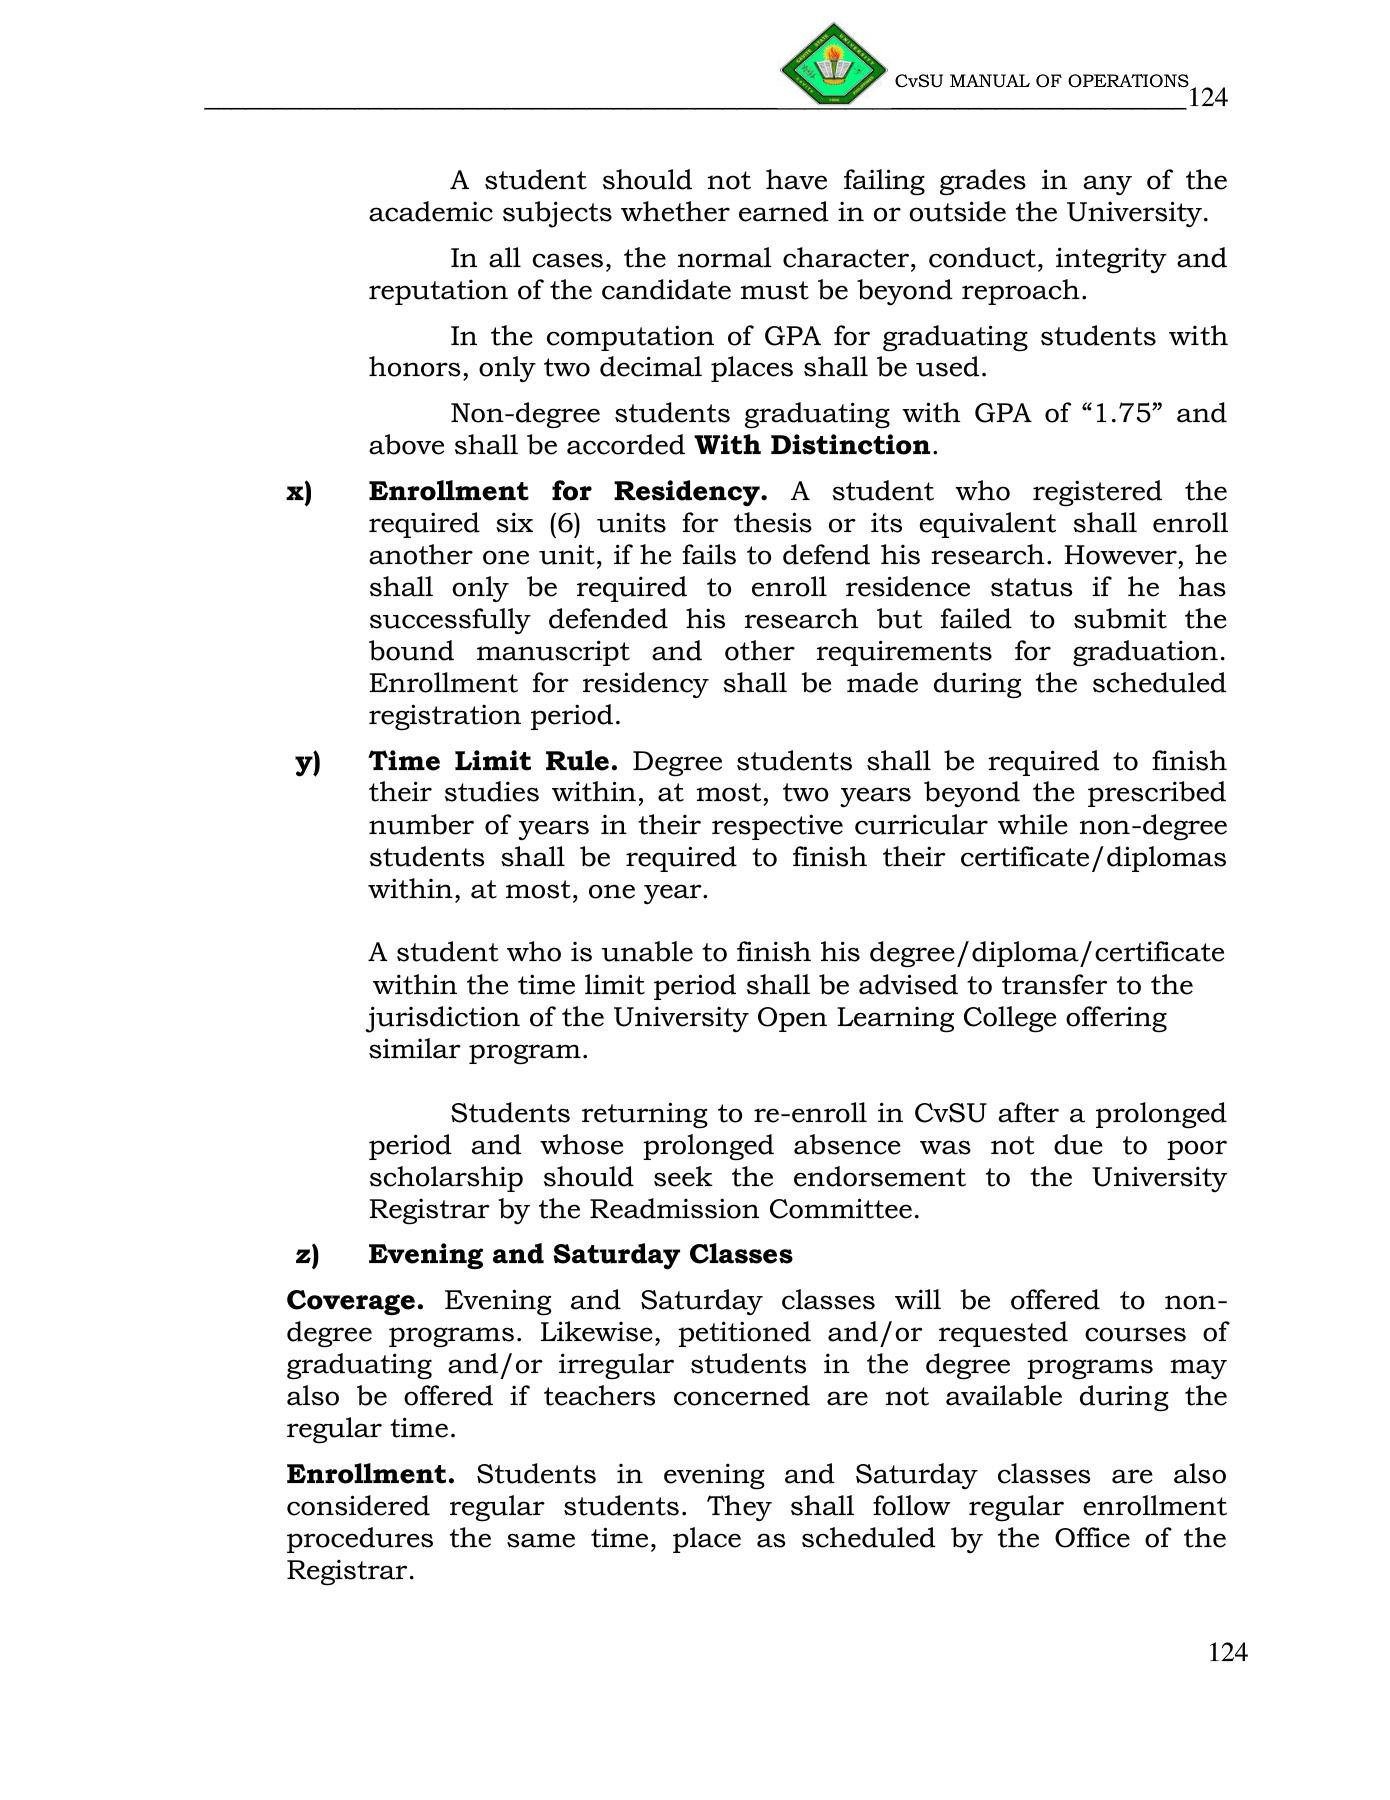 CvSU MANUAL OF OPERATIONS
124
A student should not have failing grades in any of the
academic subjects whether earned in or outside the University.
In all cases, the normal character, conduct, integrity and
reputation of the candidate must be beyond reproach.
In the computation of GPA for graduating students with
honors, only two decimal places shall be used.
Non-degree students graduating with GPA of “1.75” and
above shall be accorded With Distinction.
x) Enrollment for Residency. A student who registered the
required six (6) units for thesis or its equivalent shall enroll
another one unit, if he fails to defend his research. However, he
shall only be required to enroll residence status if he has
successfully defended his research but failed to submit the
bound manuscript and other requirements for graduation.
Enrollment for residency shall be made during the scheduled
registration period.
y) Time Limit Rule. Degree students shall be required to finish
their studies within, at most, two years beyond the prescribed
number of years in their respective curricular while non-degree
students shall be required to finish their certificate/diplomas
within, at most, one year.
A student who is unable to finish his degree/diploma/certificate
within the time limit period shall be advised to transfer to the
jurisdiction of the University Open Learning College offering
similar program.
Students returning to re-enroll in CvSU after a prolonged
period and whose prolonged absence was not due to poor
scholarship should seek the endorsement to the University
Registrar by the Readmission Committee.
z) Evening and Saturday Classes
Coverage. Evening and Saturday classes will be offered to non-
degree programs. Likewise, petitioned and/or requested courses of
graduating and/or irregular students in the degree programs may
also be offered if teachers concerned are not available during the
regular time.
Enrollment. Students in evening and Saturday classes are also
considered regular students. They shall follow regular enrollment
procedures the same time, place as scheduled by the Office of the
Registrar.
124